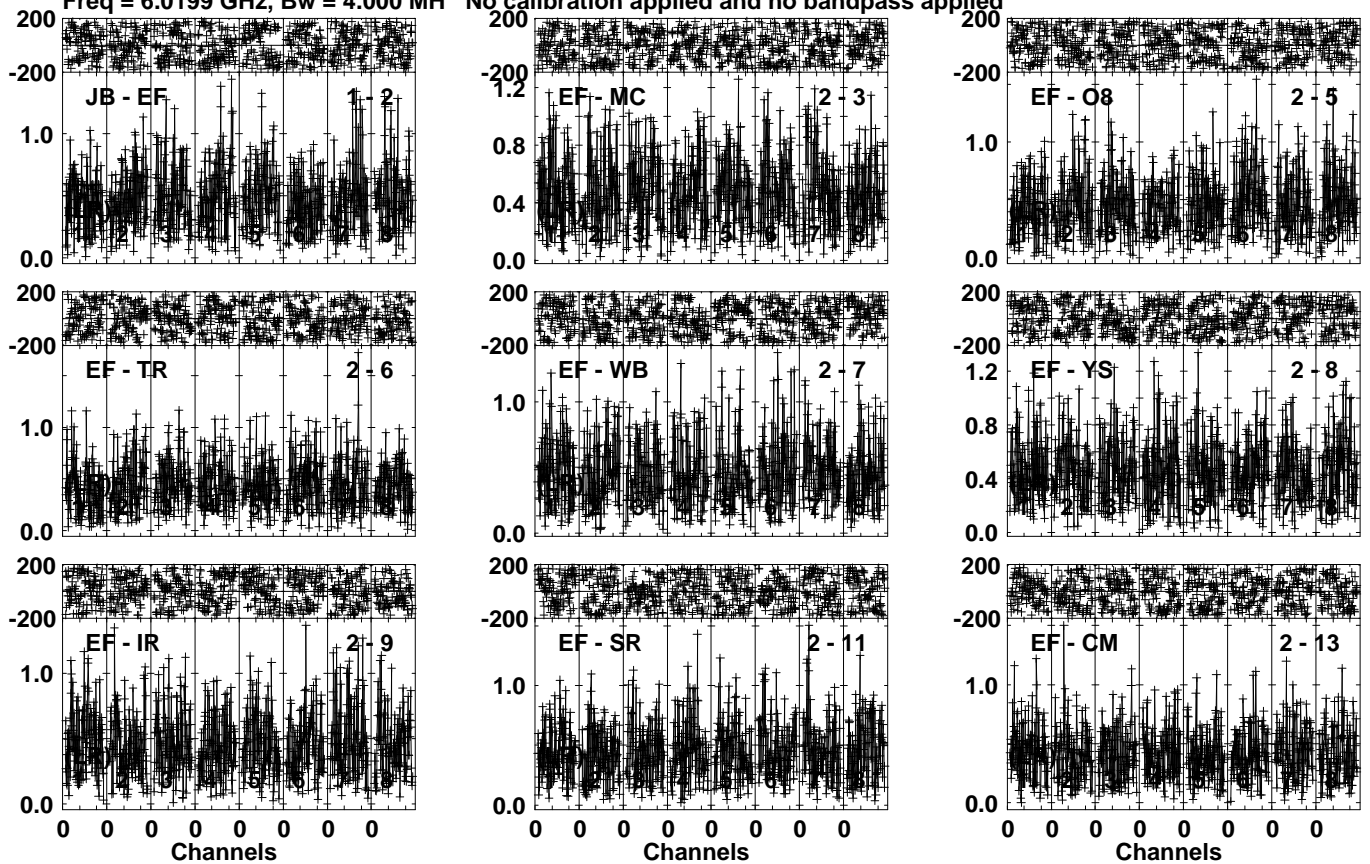 Freq = 6.0199 GHz, Bw = 4.000 MH No calibration applied and no bandpass applied
200 200 200
-200 -200 -200
JB - EF 1 - 2 EF - MC 2 - 3 EF - O8 2 - 5
1.0 1.2 1.0
0.8
0.4
0.0 0.0 0.0
200 200 200
-200 -200 -200
EF - TR 2 - 6 EF - WB 2 - 7 EF - YS 2 - 8
1.0 1.0 1.2
0.8
0.4
0.0 0.0 0.0
200 200 200
-200 -200 -200
EF - IR 2 - 9 EF - SR 2 - 11 EF - CM 2 - 13
1.0 1.0 1.0
0.0 0.0 0.0
0 0 0 0 0 0 0 0 0 0 0 0 0 0 0 0 0 0 0 0 0 0 0 0
Channels Channels Channels